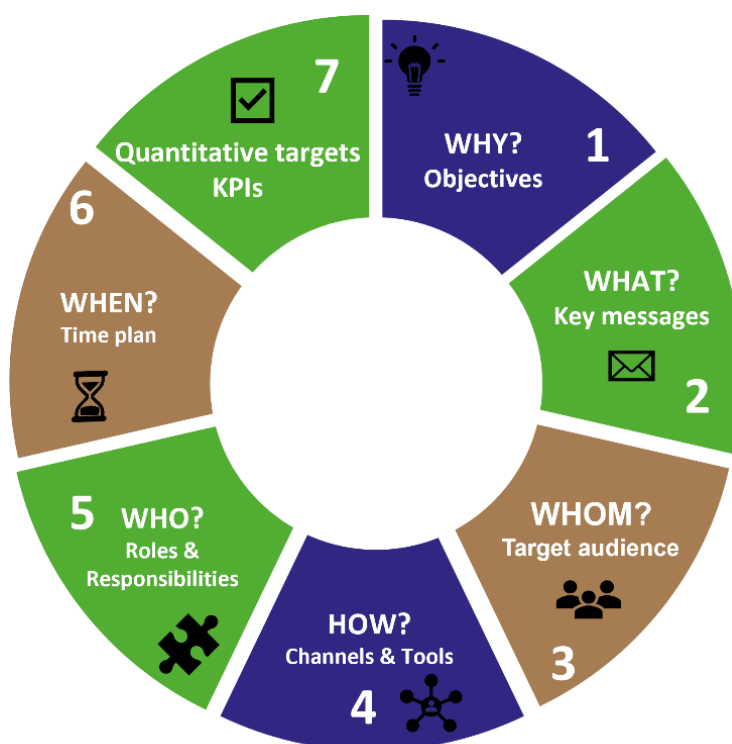 1
WHY?
Objectives
WHAT?
Key messages
2
WHOM?
Target audience
3
HOW?
Channels & Tools
4
5
WHO?
Roles &
Responsibilities
6
WHEN?
Time plan
7
Quantitative targets
KPIs